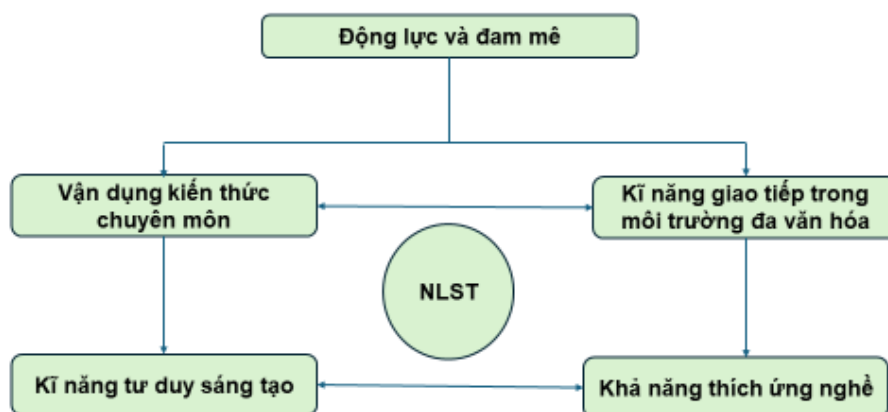 Động lực và đam mê
Vận dụng kiến thức
chuyên môn
Kĩ năng giao tiếp trong
môi trường đa văn hóa
NLST
Kĩ năng tư duy sáng tạo
Khả năng thích ứng nghề